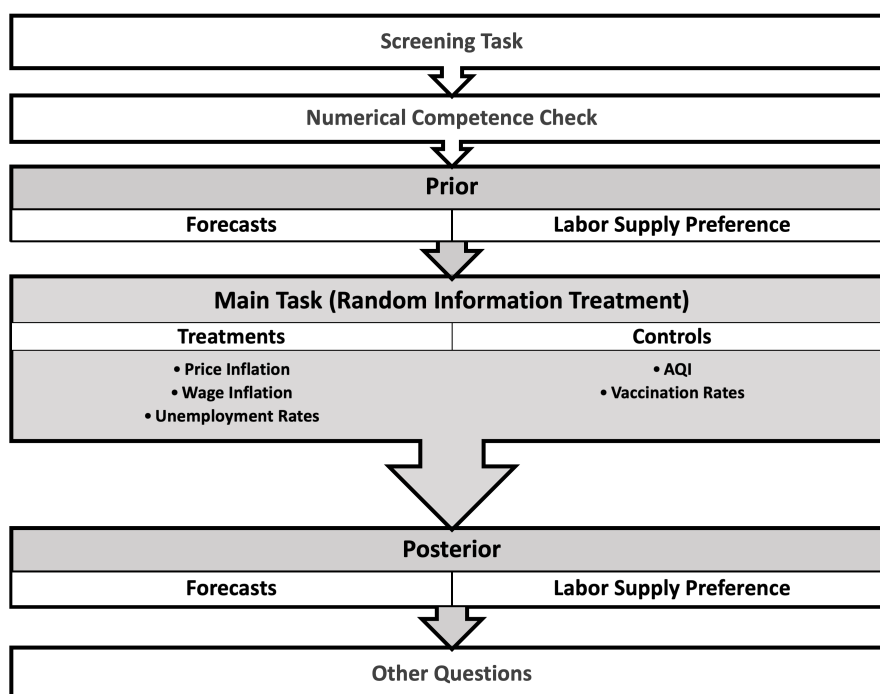 Screening Task
Numerical Competence Check
Prior
Forecasts
Labor Supply Preference
Main Task (Random Information Treatment)
Treatments
Controls
• Price Inflation
• Wage Inflation
• Unemployment Rates
• AQI
• Vaccination Rates
Posterior
Forecasts
Labor Supply Preference
Other Questions